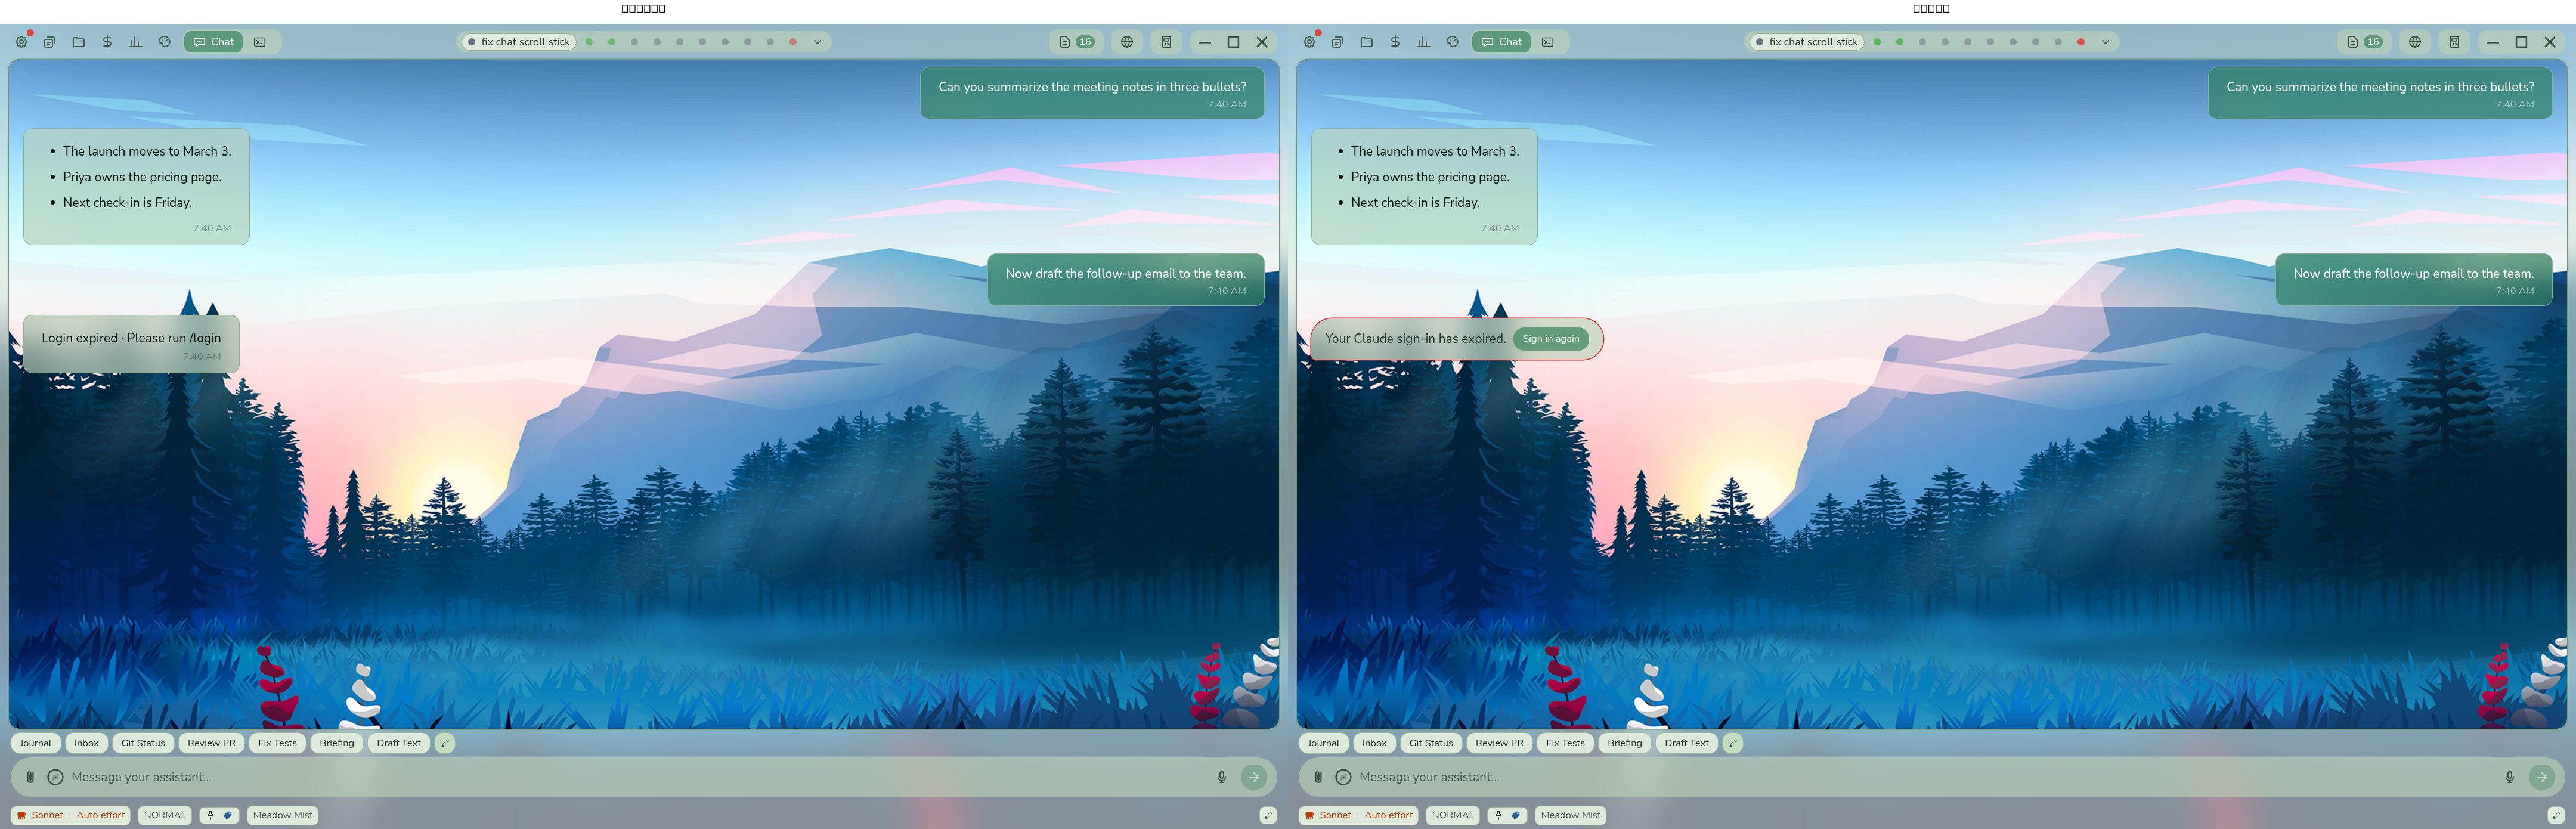 Chat
fix chat scroll stick
16
Can you summarize the meeting notes in three bullets?
7:40 AM
• The launch moves to March 3.
• Priya owns the pricing page.
• Next check-in is Friday.
7:40 AM
Now draft the follow-up email to the team.
7:40 AM
Login expired · Please run /login
7:40 AM
Journal Inbox Git Status Review PR Fix Tests Briefing Draft Text
Message your assistant...
Sonnet | Auto effort NORMAL Meadow Mist
Chat
fix chat scroll stick
16
Can you summarize the meeting notes in three bullets?
7:40 AM
• The launch moves to March 3.
• Priya owns the pricing page.
• Next check-in is Friday.
7:40 AM
Now draft the follow-up email to the team.
7:40 AM
Your Claude sign-in has expired. Sign in again
Journal Inbox Git Status Review PR Fix Tests Briefing Draft Text
Message your assistant...
Sonnet | Auto effort NORMAL Meadow Mist